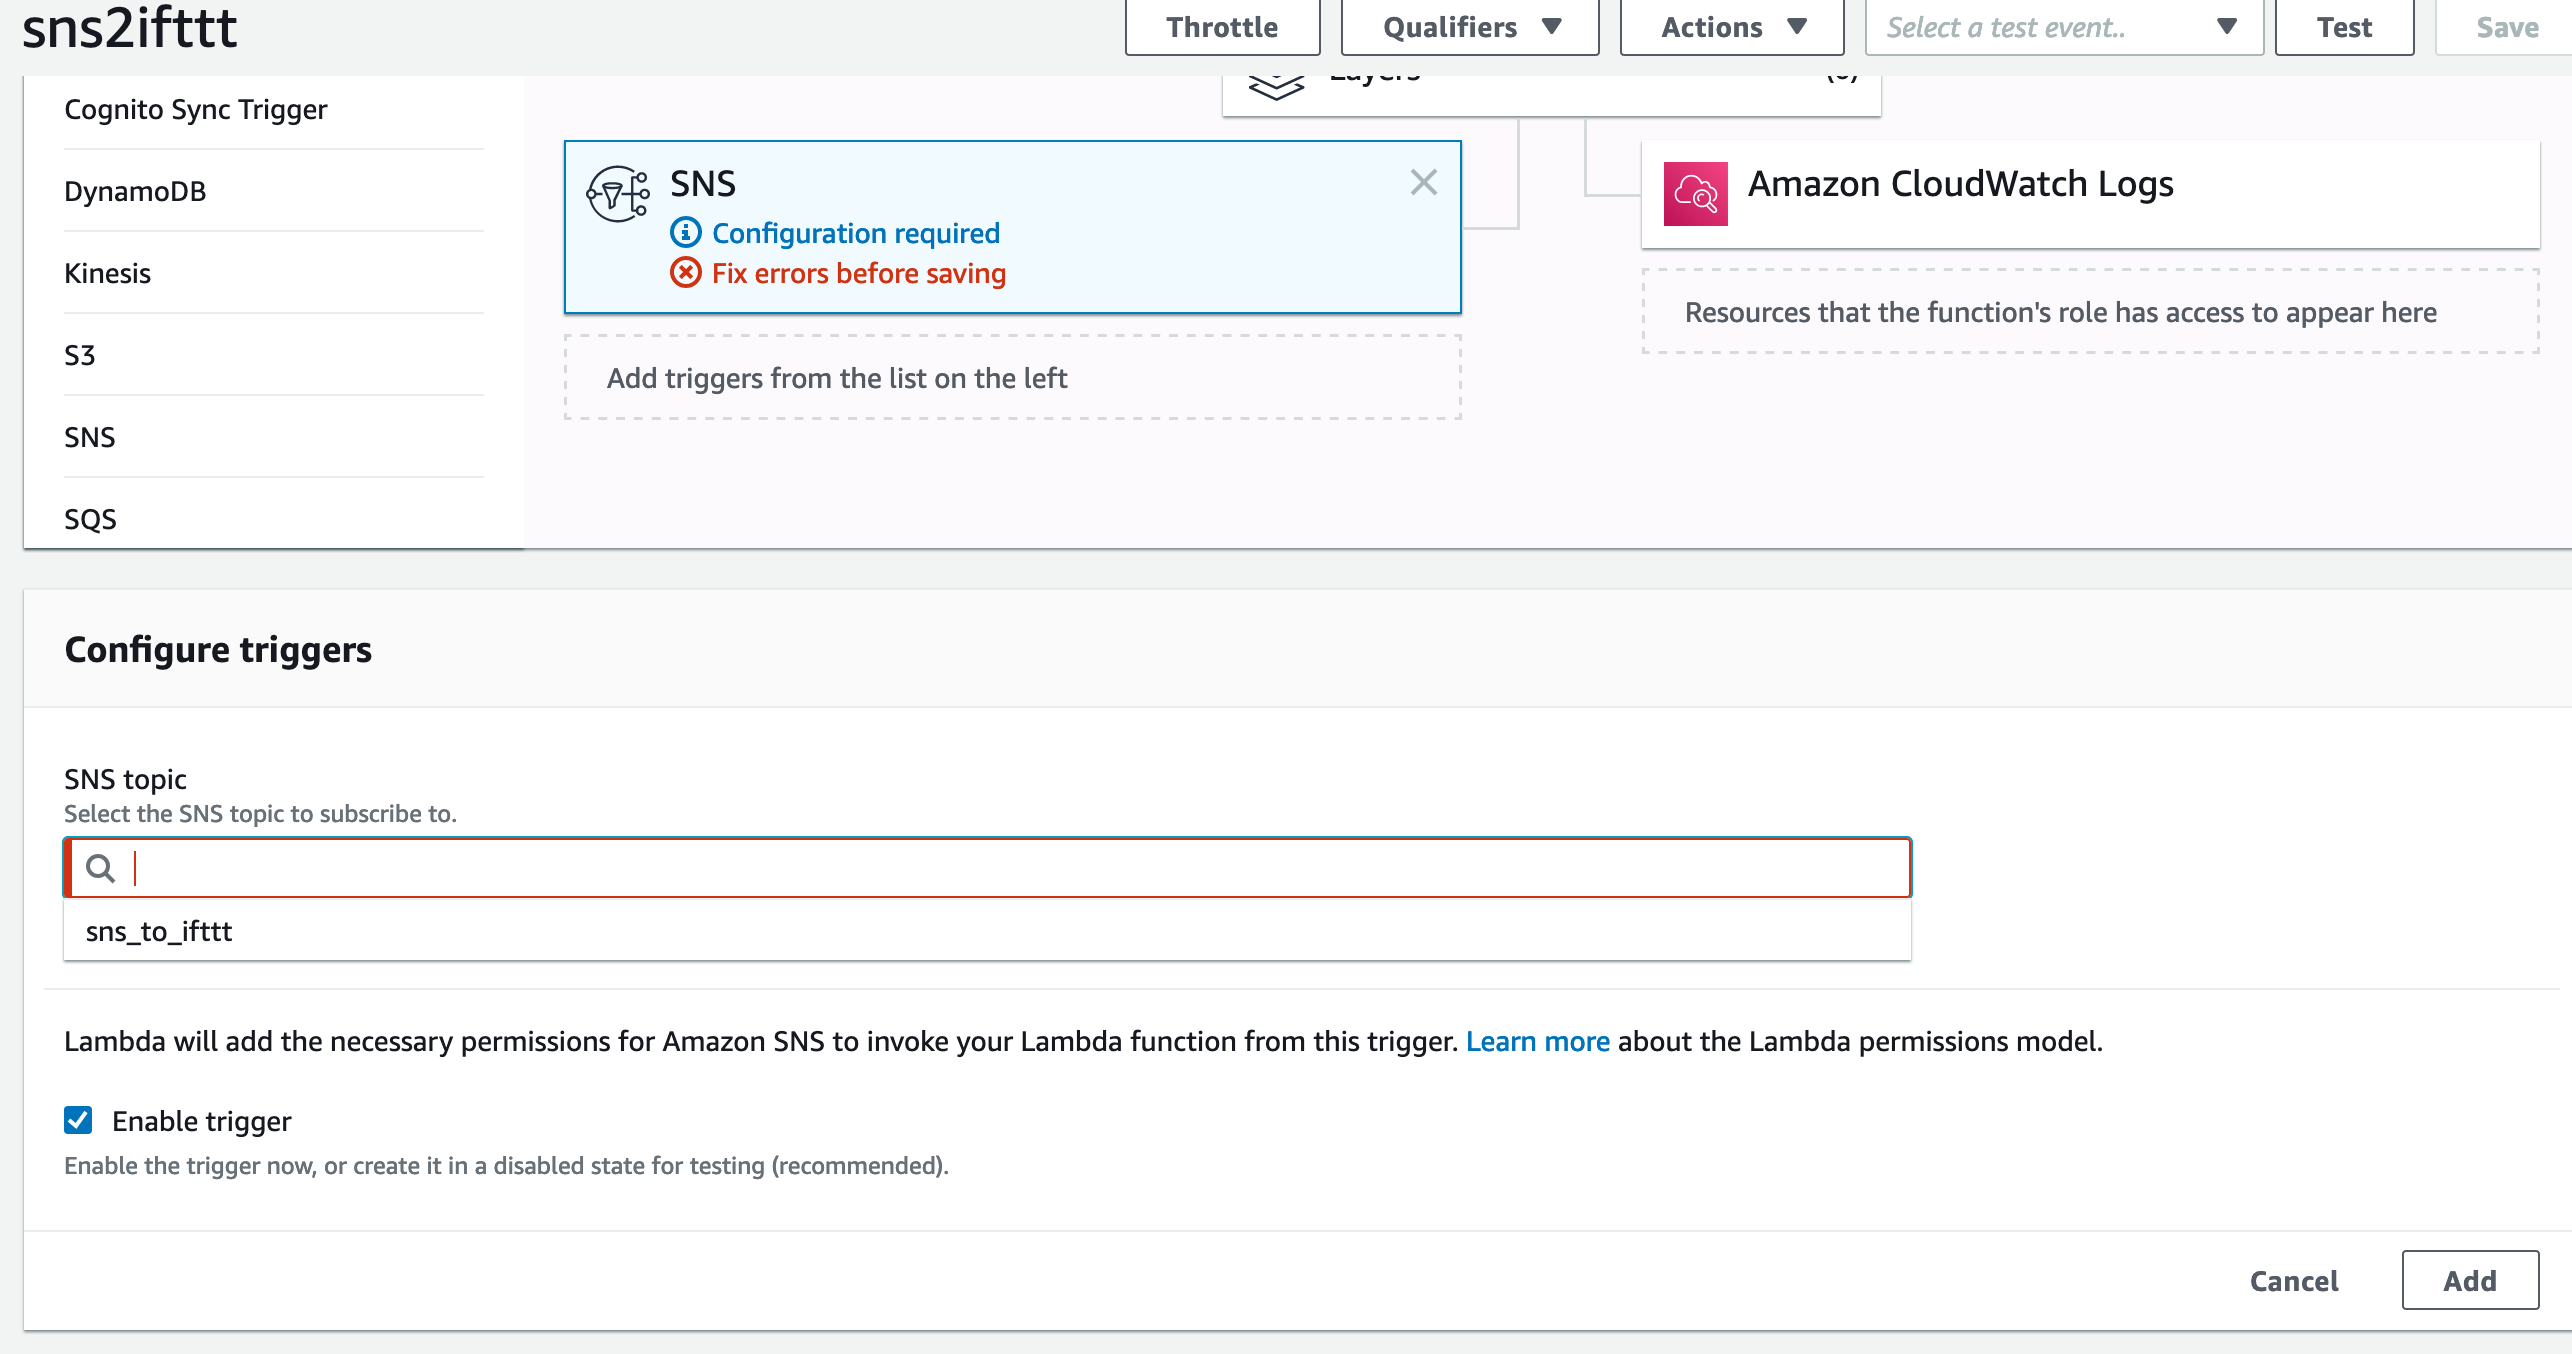 sns2ifttt
Throttle
Qualifiers
Actions
Select a test event..
Test
Save
Cognito Sync Trigger
DynamoDB
Kinesis
S3
SNS
SQS
Layers
SNS
Configuration required
Fix errors before saving
Add triggers from the list on the left
Amazon CloudWatch Logs
Resources that the function's role has access to appear here
Configure triggers
SNS topic
Select the SNS topic to subscribe to.
sns_to_ifttt
Lambda will add the necessary permissions for Amazon SNS to invoke your Lambda function from this trigger. Learn more about the Lambda permissions model.
Enable trigger
Enable the trigger now, or create it in a disabled state for testing (recommended).
Cancel
Add